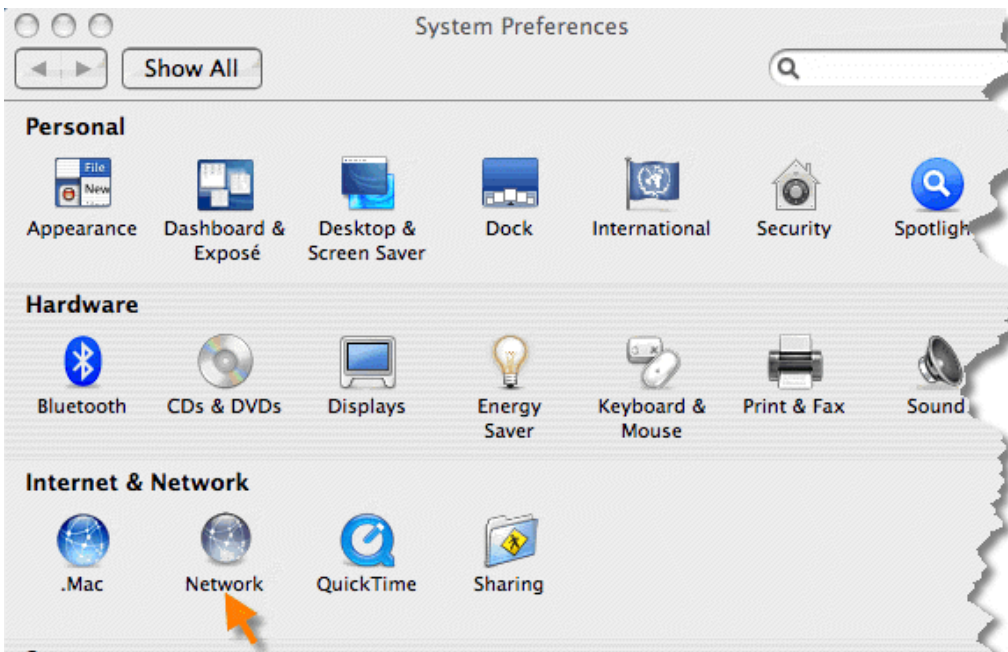 System Preferences
Show All
Personal
File
New
Appearance
Dashboard &
Exposé
Desktop &
Screen Saver
Dock
International
Security
Spotligh
Hardware
Bluetooth
CDs & DVDs
Displays
Energy
Saver
Keyboard &
Mouse
Print & Fax
Sound
Internet & Network
.Mac
Network
QuickTime
Sharing